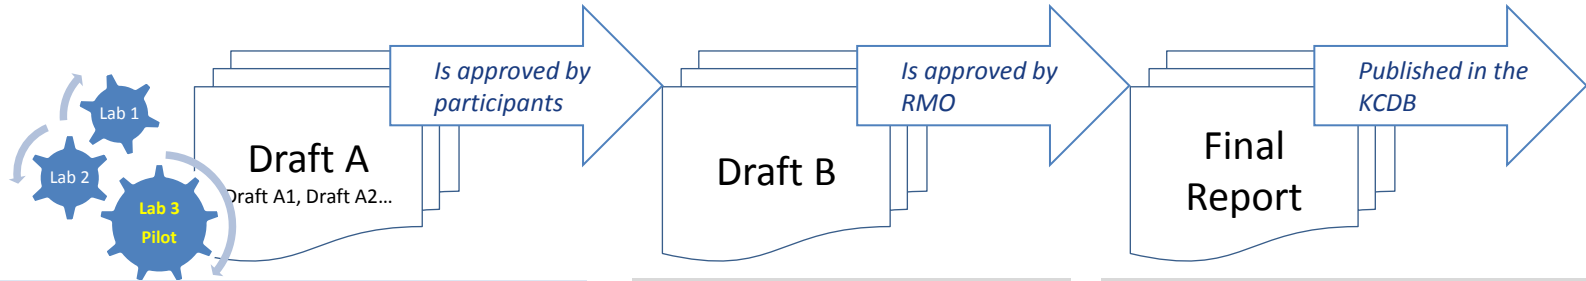 Lab 1
Lab 2
Lab 3
Pilot
Draft A
Draft A1, Draft A2...
Is approved by
participants
Draft B
Is approved by
RMO
Final
Report
Published in the
KCDB